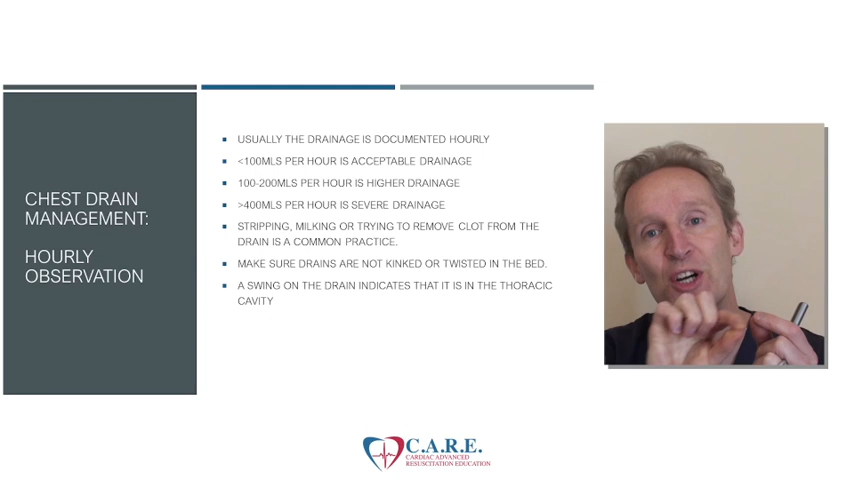 CHEST DRAIN
MANAGEMENT:
HOURLY
OBSERVATION
USUALLY THE DRAINAGE IS DOCUMENTED HOURLY
<100MLS PER HOUR IS ACCEPTABLE DRAINAGE
100-200MLS PER HOUR IS HIGHER DRAINAGE
>400MLS PER HOUR IS SEVERE DRAINAGE
STRIPPING, MILKING OR TRYING TO REMOVE CLOT FROM THE
DRAIN IS A COMMON PRACTICE.
MAKE SURE DRAINS ARE NOT KINKED OR TWISTED IN THE BED.
A SWING ON THE DRAIN INDICATES THAT IT IS IN THE THORACIC
CAVITY
C.A.R.E.
CARDIAC ADVANCED
RESUSCITATION EDUCATION